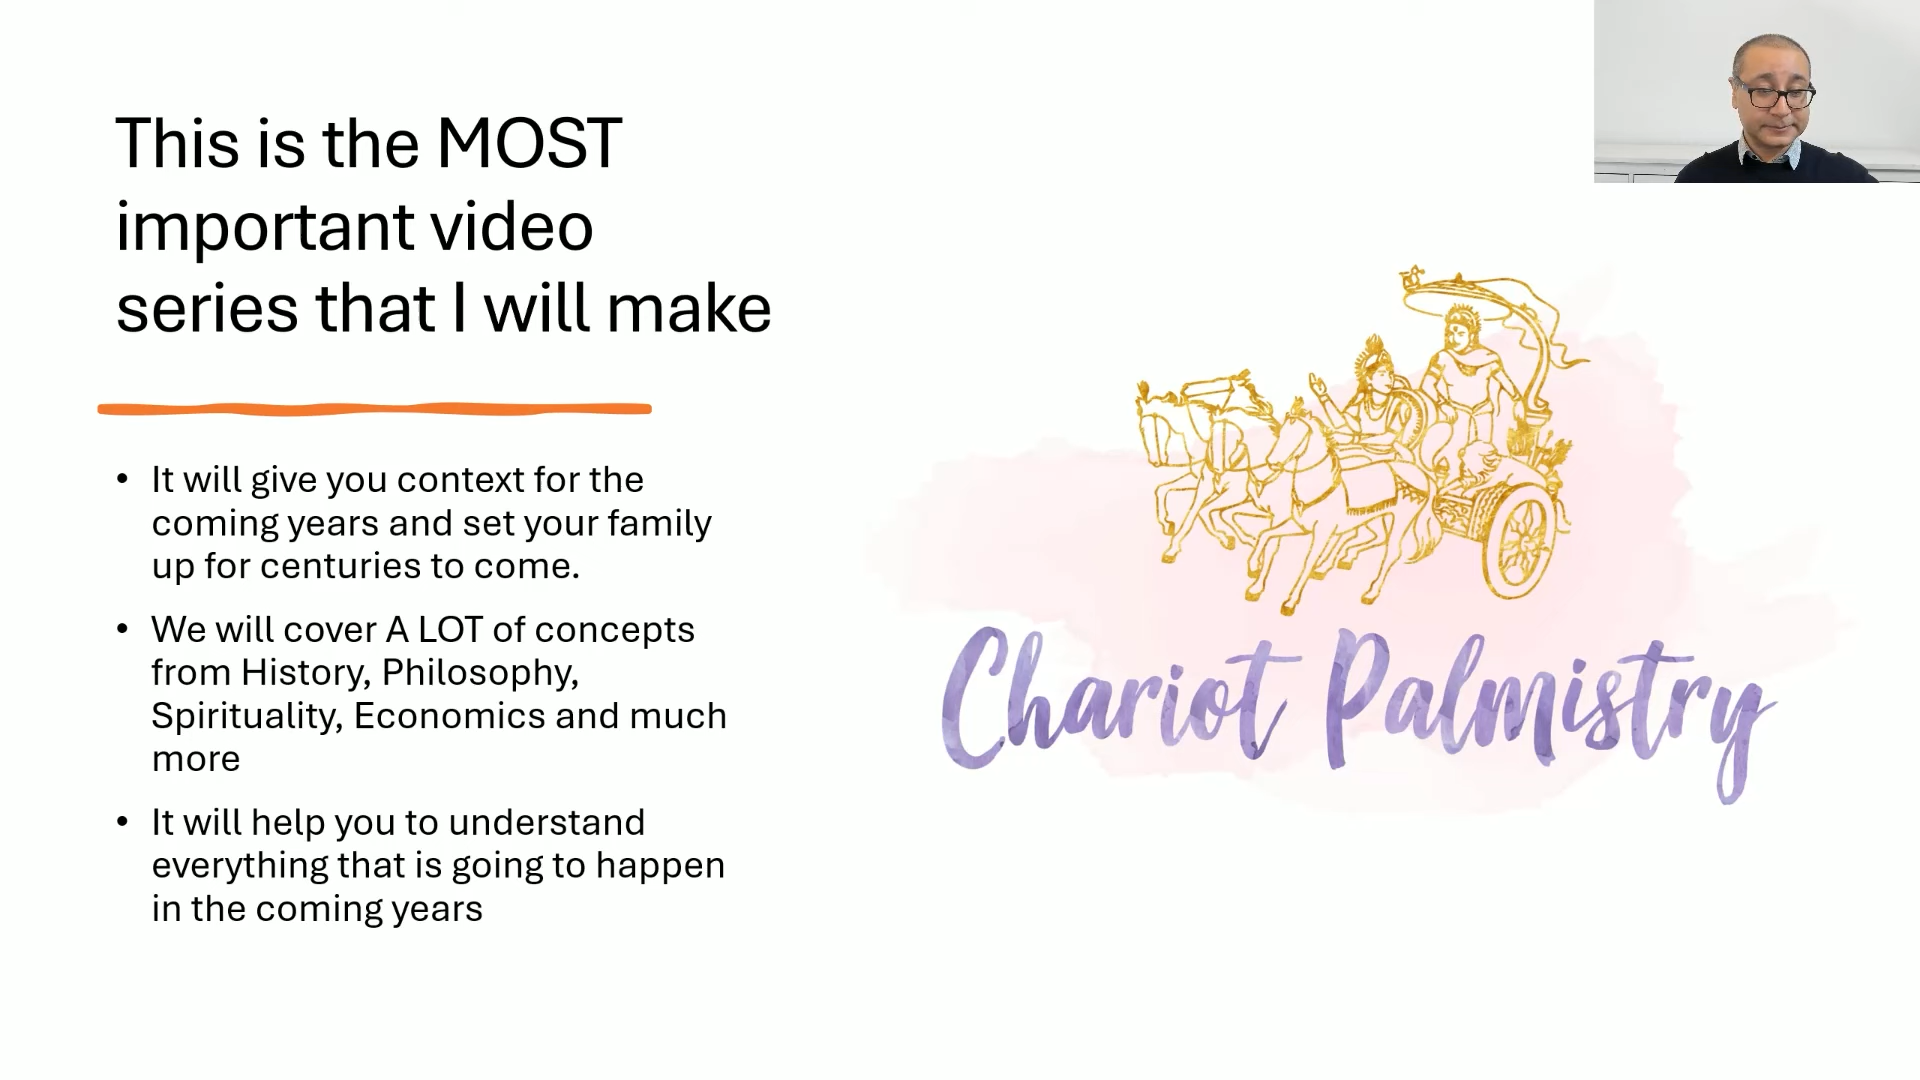 This is the MOST
important video
series that I will make
• It will give you context for the
coming years and set your family
up for centuries to come.
• We will cover A LOT of concepts
from History, Philosophy,
Spirituality, Economics and much
more
• It will help you to understand
everything that is going to happen
in the coming years
Chariot Palmistry